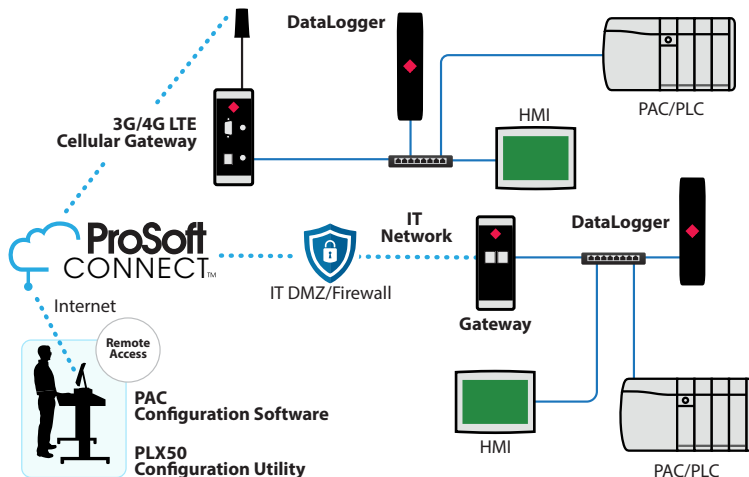 DataLogger
3G/4G LTE
Cellular Gateway
HMI
PAC/PLC
ProSoft
CONNECT™
IT
Network
DataLogger
IT DMZ/Firewall
Internet
Gateway
Remote
Access
PAC
Configuration Software
PLX50
Configuration Utility
HMI
PAC/PLC